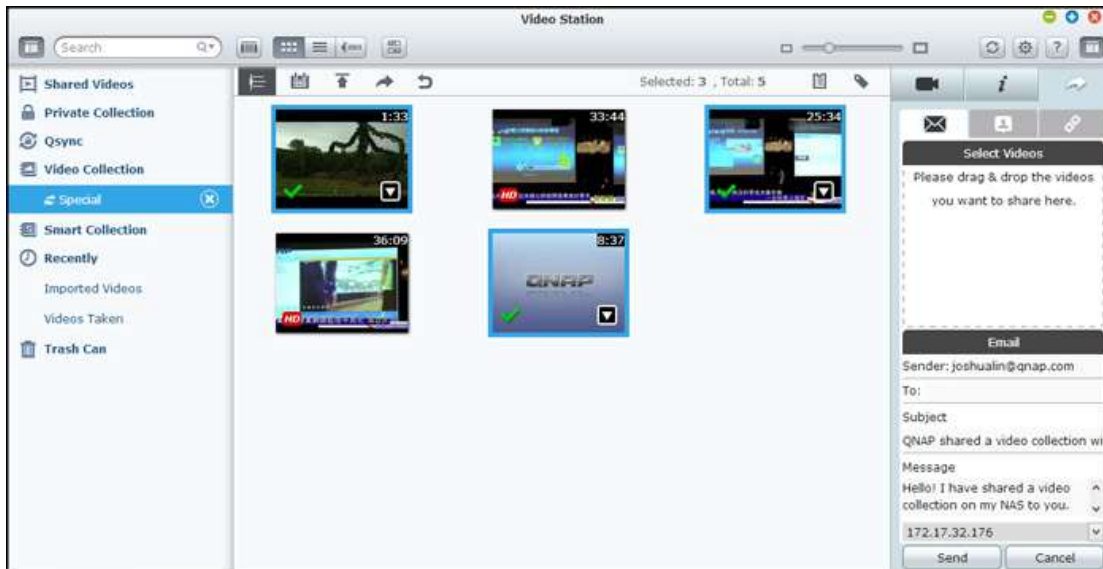 Video Station
Search
Selected: 3 , Total: 5
Shared Videos
Private Collection
Qsync
Video Collection
Special
Smart Collection
Recently
Imported Videos
Videos Taken
Trash Can
1:33
33:44
HD
25:34
36:09
HD
8:37
QNAP
Select Videos
Please drag & drop the videos
you want to share here.
Email
Sender: joshualin@qnap.com
To:
Subject
QNAP shared a video collection wi
Message
Hello! I have shared a video
collection on my NAS to you.
172.17.32.176
Send
Cancel